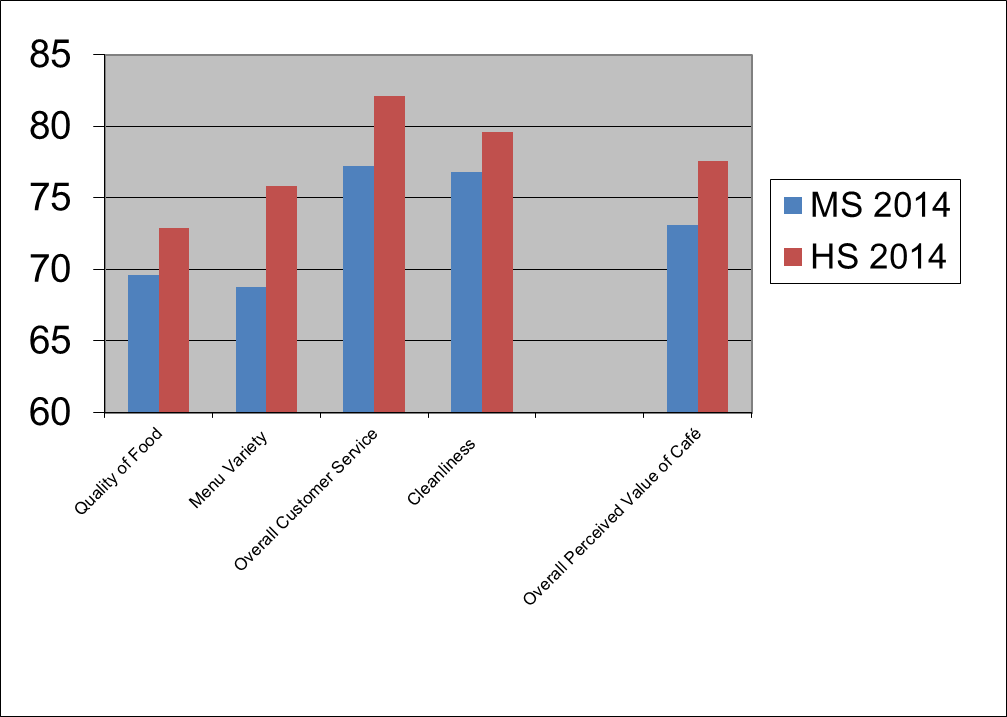 85
80
75
70
65
60
MS 2014
HS 2014
Quality of Food
Menu Variety
Overall Customer Service
Cleanliness
Overall Perceived Value of Café